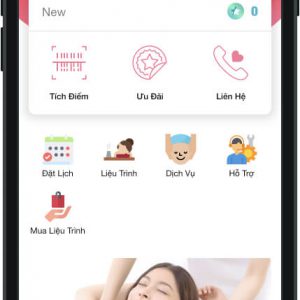 New 0
Tích Điểm Ưu Đãi Liên Hệ
Đặt Lịch Liệu Trình Dịch Vụ Hỗ Trợ
Mua Liệu Trình